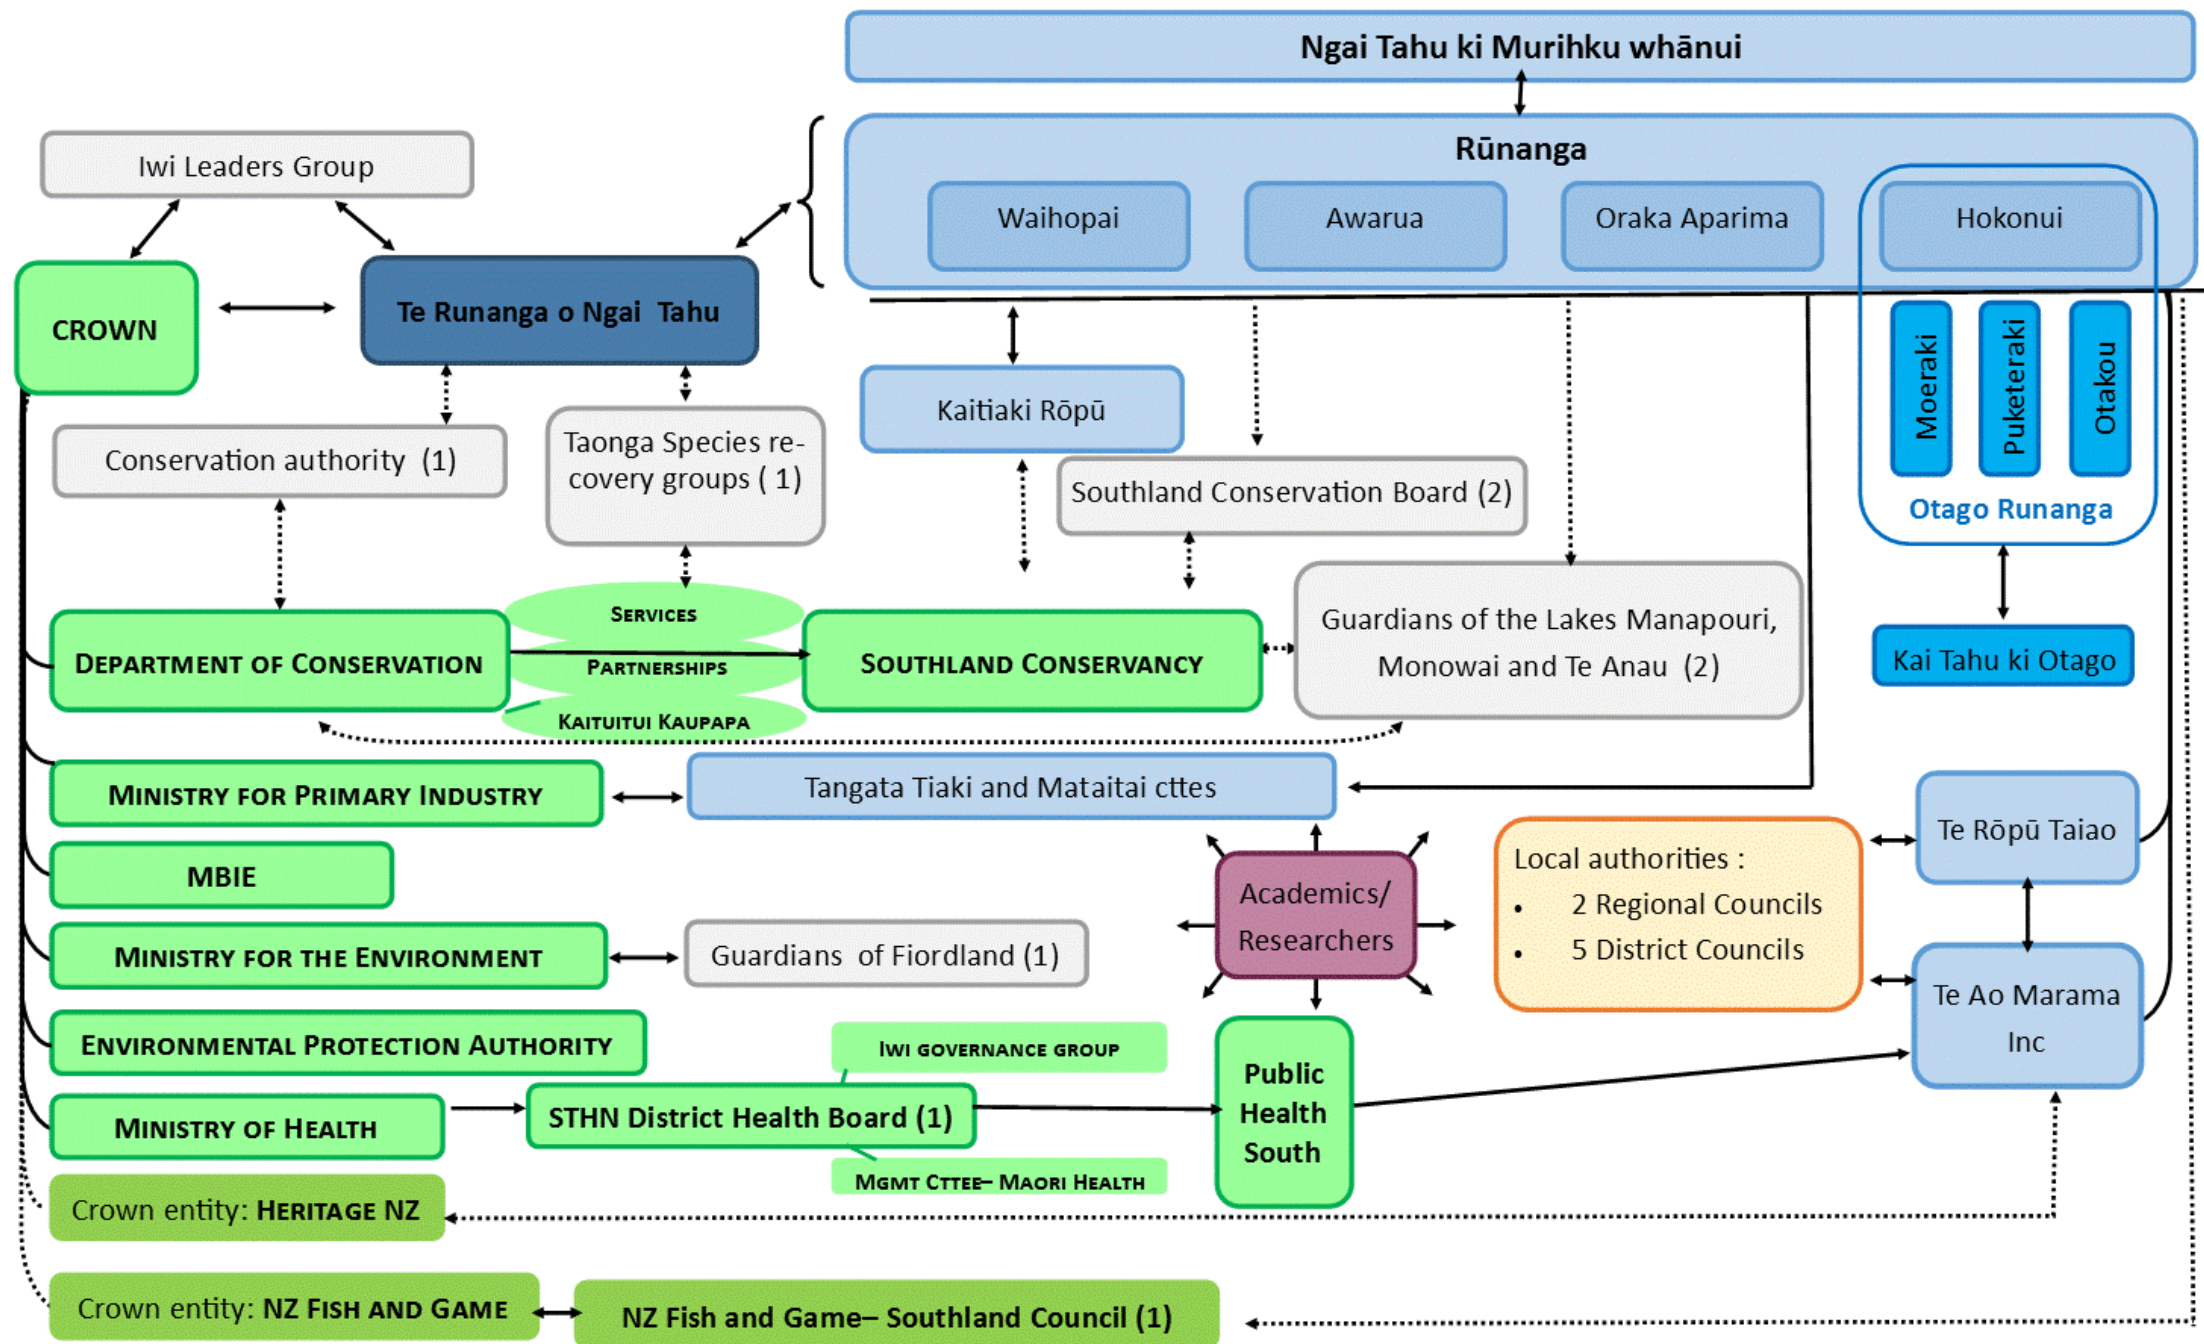 Ngai Tahu ki Murihku whānui
Rūnanga
Iwi Leaders Group
Waihopai
Awarua
Oraka Aparima
Hokonui
CROWN
Te Runanga o Ngai Tahu
Moeraki
Puketeraki
Otakou
Otago Runanga
Kaitiaki Rōpū
Conservation authority (1)
Taonga Species re-
covery groups ( 1)
Southland Conservation Board (2)
SERVICES
PARTNERSHIPS
KAITUITUI KAUPAPA
DEPARTMENT OF CONSERVATION
SOUTHLAND CONSERVANCY
Guardians of the Lakes Manapouri,
Monowai and Te Anau (2)
Kai Tahu ki Otago
MINISTRY FOR PRIMARY INDUSTRY
Tangata Tiaki and Mataitai cttes
MBIE
Academics/
Researchers
Local authorities :
• 2 Regional Councils
• 5 District Councils
Te Rōpū Taiao
MINISTRY FOR THE ENVIRONMENT
Guardians of Fiordland (1)
Te Ao Marama
Inc
ENVIRONMENTAL PROTECTION AUTHORITY
IWI GOVERNANCE GROUP
Public
Health
South
MINISTRY OF HEALTH
STHN District Health Board (1)
MGMT CTTEE– MAORI HEALTH
Crown entity: HERITAGE NZ
Crown entity: NZ FISH AND GAME
NZ Fish and Game– Southland Council (1)